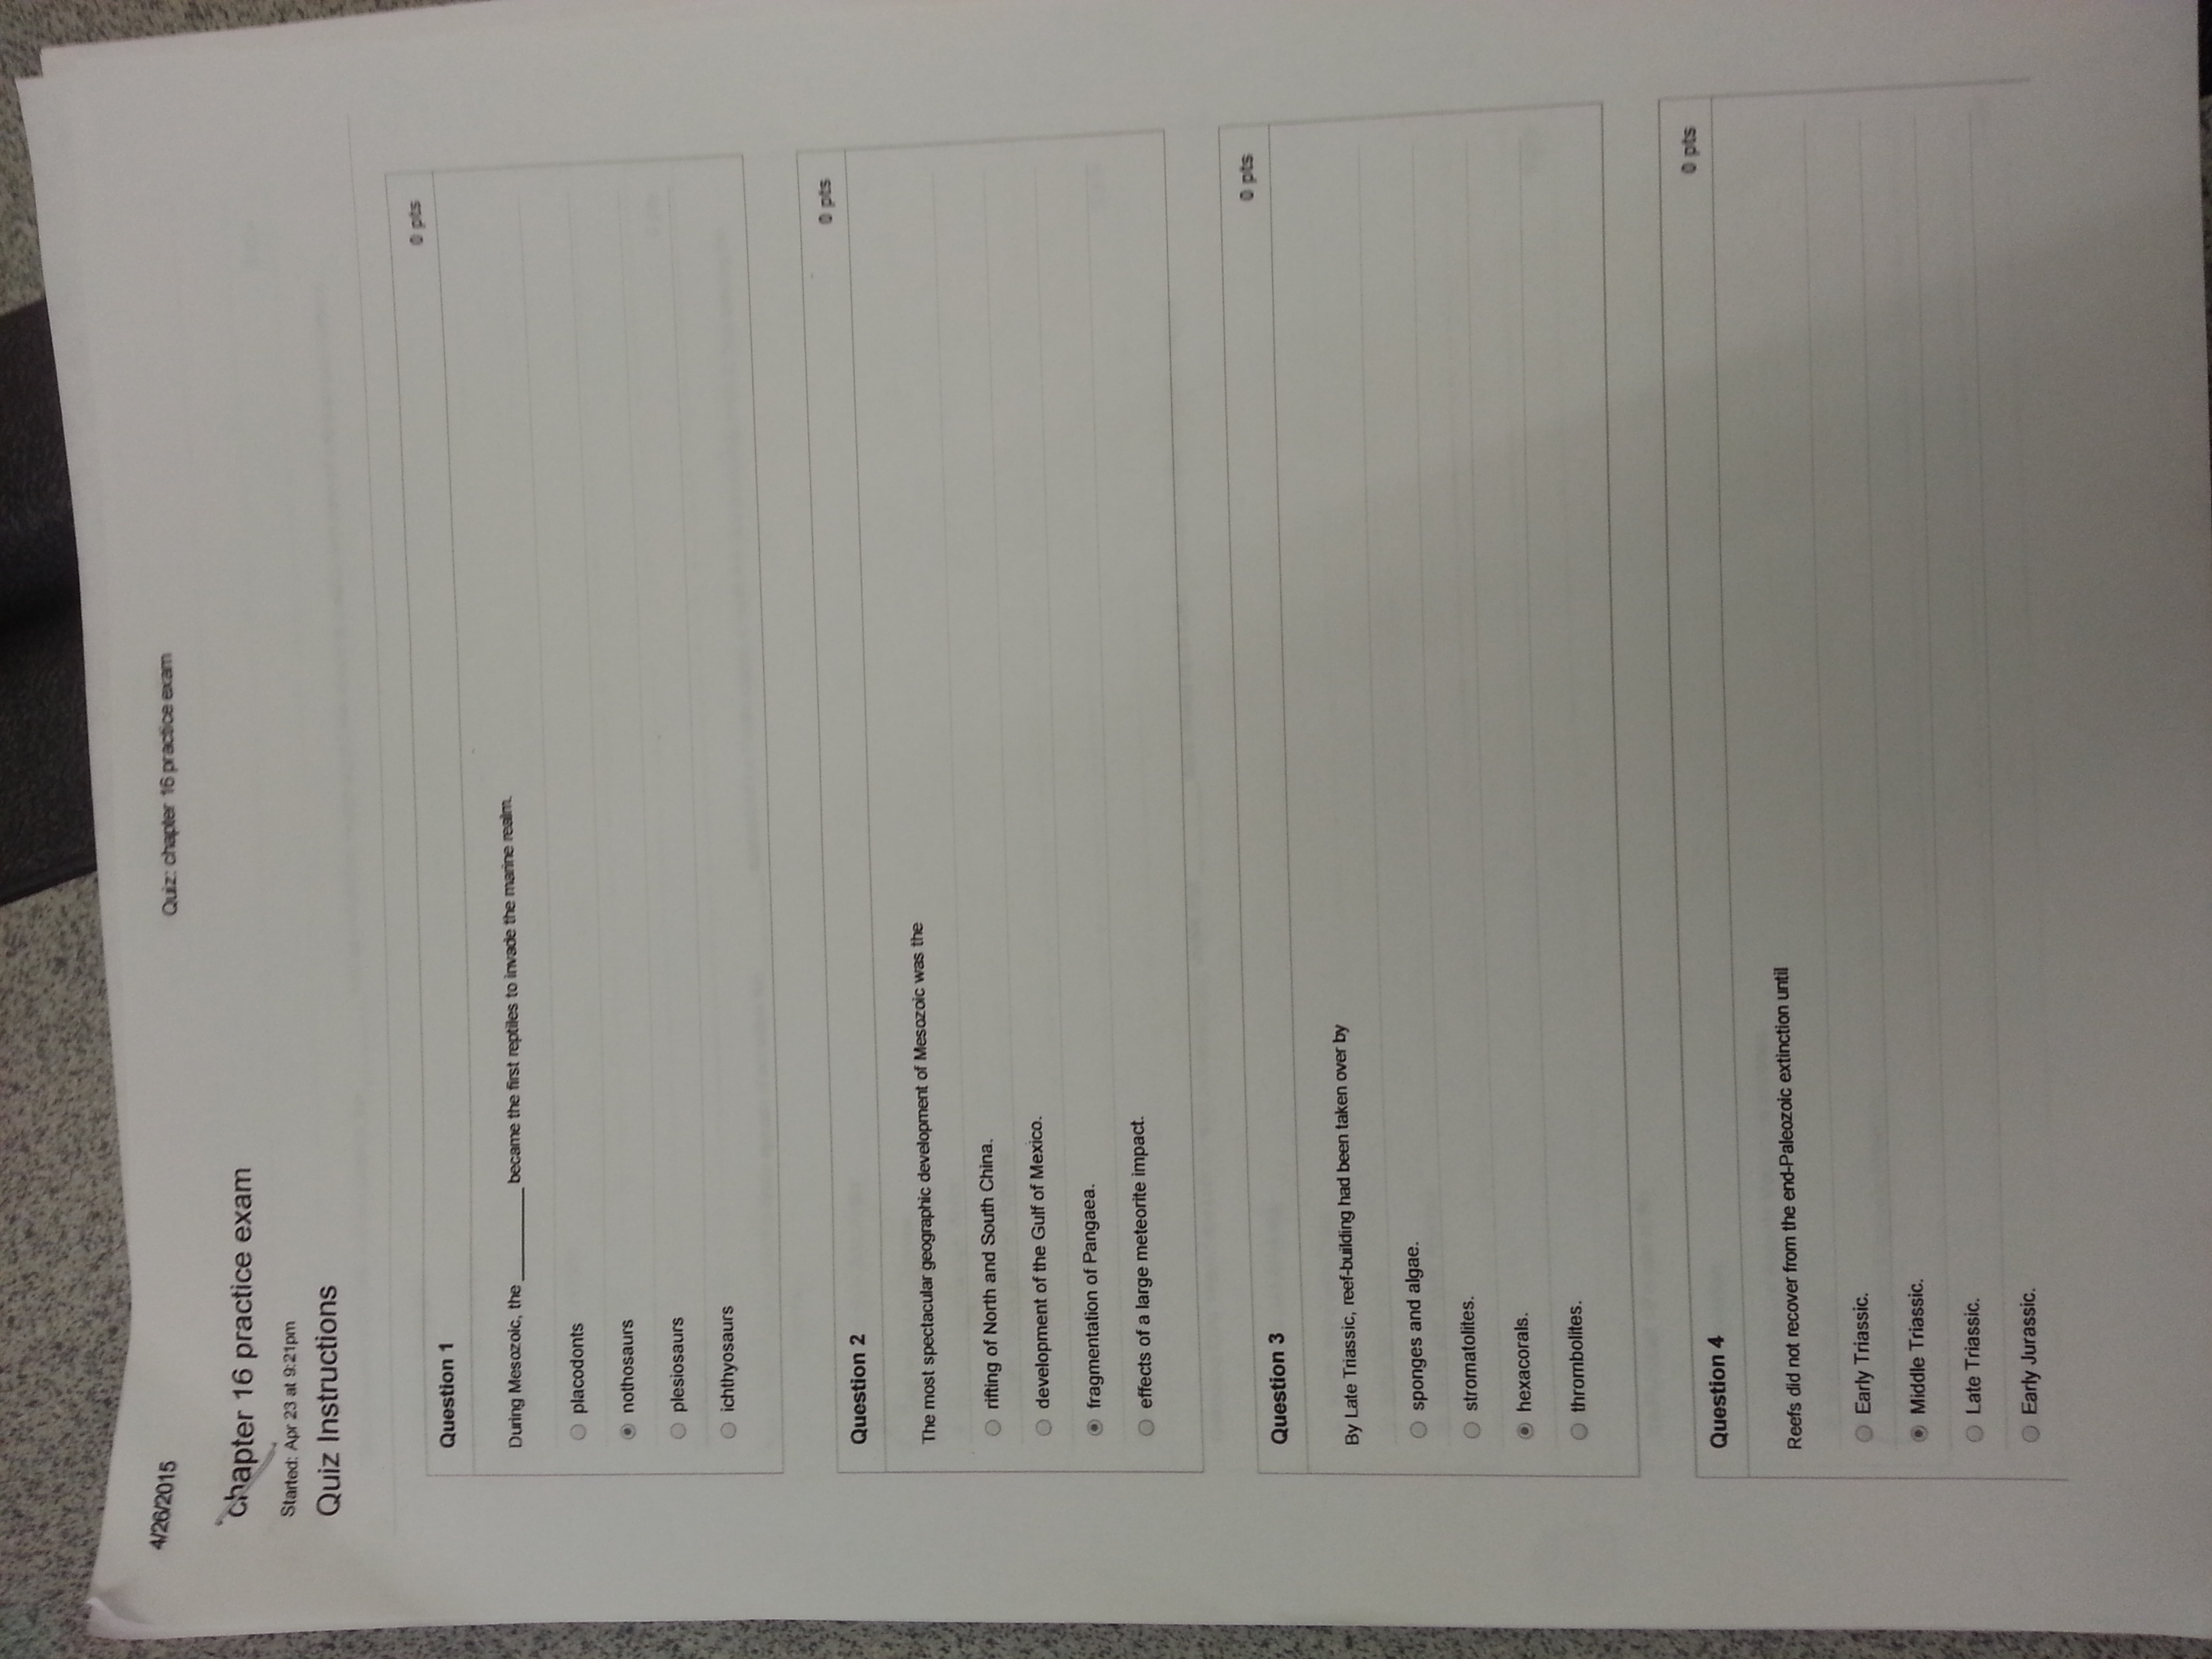 4/26/2015
Quiz: chapter 16 practice exam
chapter 16 practice exam
Started: Apr 23 at 9:21pm
Quiz Instructions
Question 1
0 pts
During Mesozoic, the __________ became the first reptiles to invade the marine realm.
placodonts
nothosaurs
plesiosaurs
ichthyosaurs
Question 2
0 pts
The most spectacular geographic development of Mesozoic was the
rifting of North and South China.
development of the Gulf of Mexico.
fragmentation of Pangaea.
effects of a large meteorite impact.
Question 3
0 pts
By Late Triassic, reef-building had been taken over by
sponges and algae.
stromatolites.
hexacorals.
thrombolites.
Question 4
0 pts
Reefs did not recover from the end-Paleozoic extinction until
Early Triassic.
Middle Triassic.
Late Triassic.
Early Jurassic.